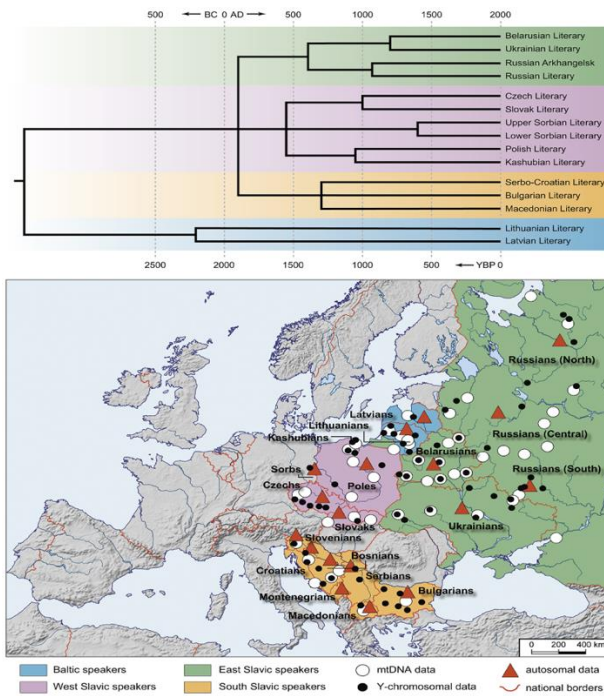 500 BC 0 AD 500 1000 1500 2000
Belarusian Literary
Ukrainian Literary
Russian Arkhangelsk
Russian Literary
Czech Literary
Slovak Literary
Upper Sorbian Literary
Lower Sorbian Literary
Polish Literary
Kashubian Literary
Serbo-Croatian Literary
Bulgarian Literary
Macedonian Literary
Lithuanian Literary
Latvian Literary
2500 2000 1500 1000 500 YBP 0
Russians (North)
Latvians
Lithuanians
Kashubians
Russians (Central)
Belarusians
Sorbs
Russians (South)
Czechs
Poles
Ukrainians
Slovaks
Slovenians
Bosnians
Croatians
Serbians
Montenegrians
Bulgarians
Macedonians
0 200 400 km
Baltic speakers East Slavic speakers mtDNA data autosomal data
West Slavic speakers South Slavic speakers Y-chromosomal data national borders